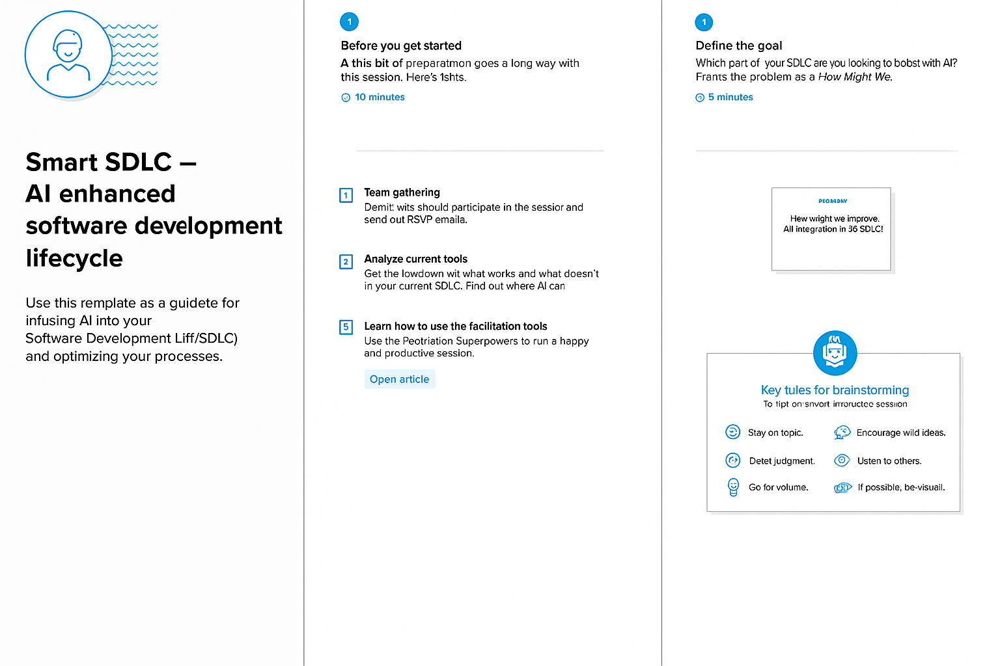 Smart SDLC –
AI enhanced
software development
lifecycle
Use this remplate as a guidete for
infusing AI into your
Software Development Liff/SDLC)
and optimizing your processes.
1
Before you get started
A this bit of preparatmon goes a long way with
this session. Here's 1shts.
10 minutes
1
Team gathering
Demitt wits should participate in the sessior and
send out RSVP emaila.
2
Analyze current tools
Get the lowdown wit what works and what doesn't
in your current SDLC. Find out where AI can
5
Learn how to use the facilitation tools
Use the Peotriation Superpowers to run a happy
and productive session.
Open article
1
Define the goal
Which part of your SDLC are you looking to bobst with AI?
Frants the problem as a How Might We.
5 minutes
Hew wright we improve.
All integration in 36 SDLC!
Key tules for brainstorming
To session
Stay on topic.
Encourage wild ideas.
Detet judgment.
Usten to others.
Go for volume.
If possible, be-visuail.